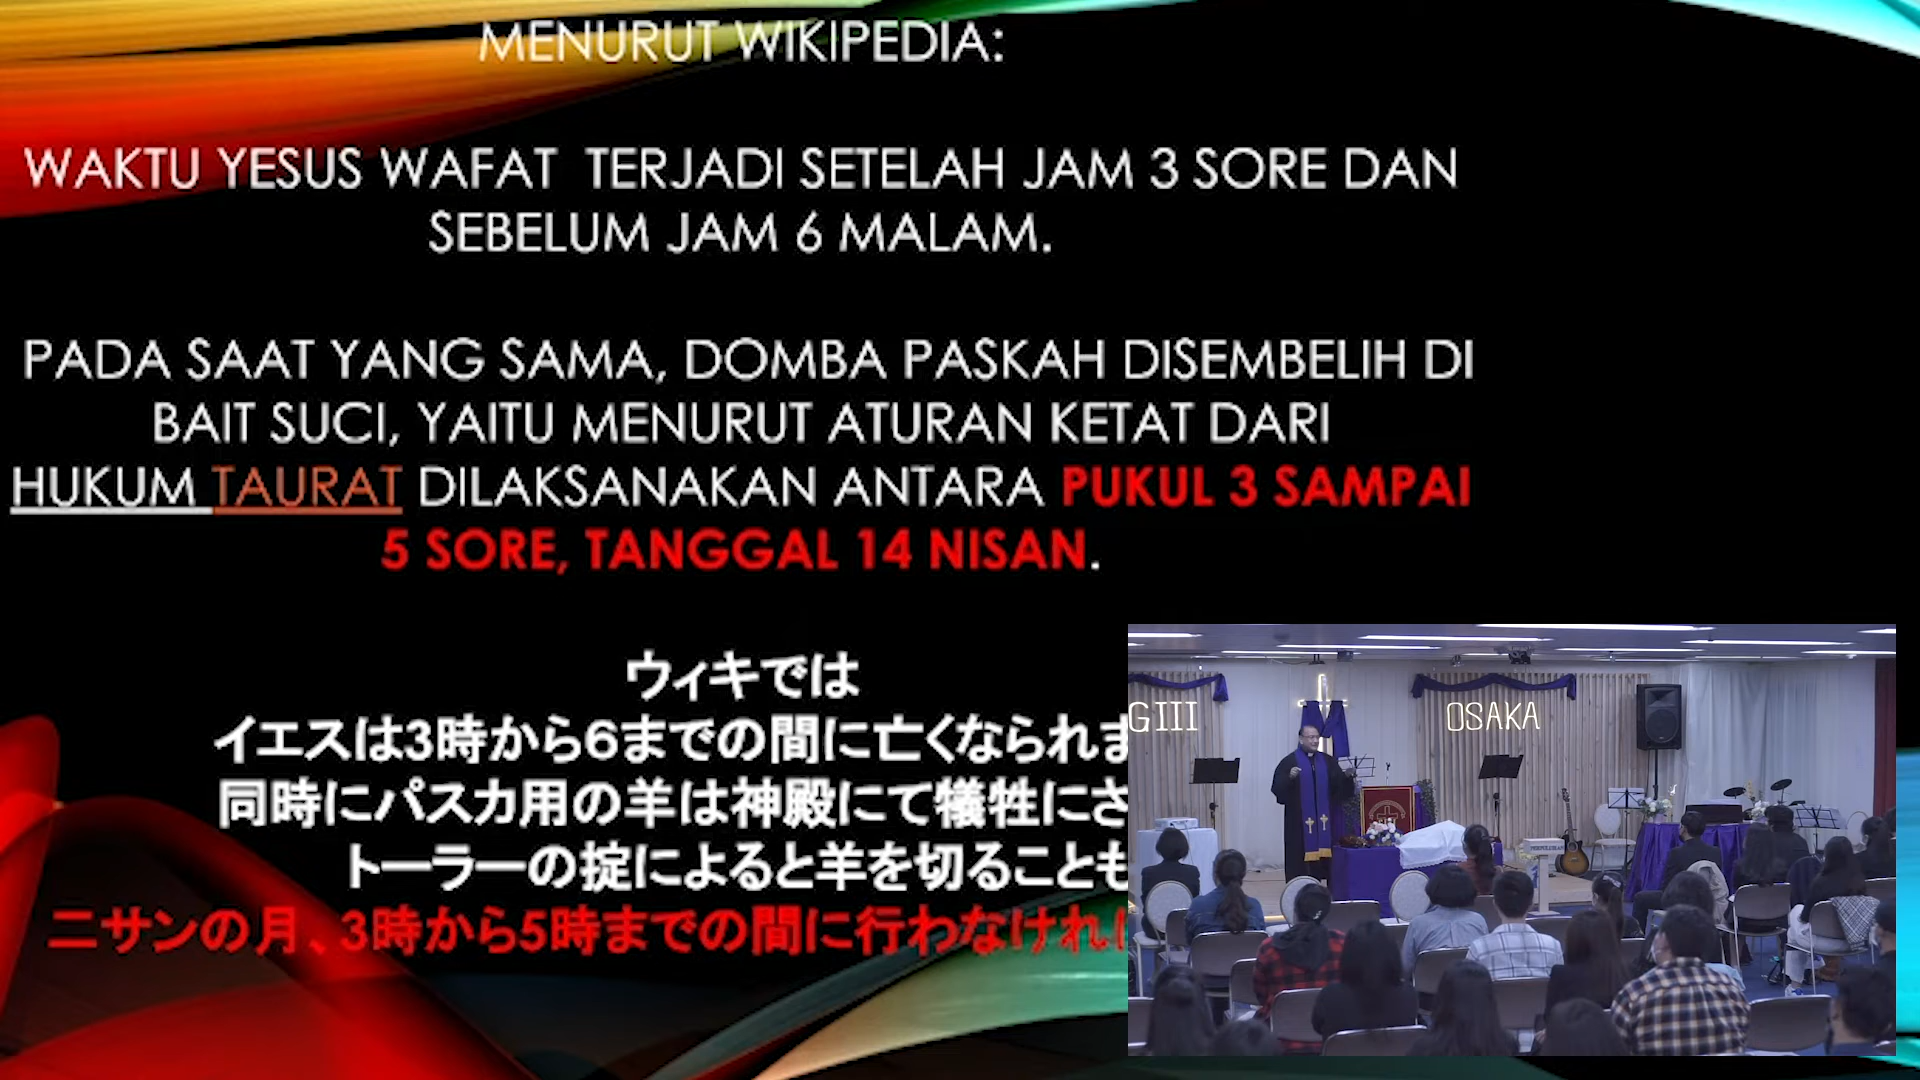 MENURUT WIKIPEDIA:
WAKTU YESUS WAFAT TERJADI SETELAH JAM 3 SORE DAN
SEBELUM JAM 6 MALAM.
PADA SAAT YANG SAMA, DOMBA PASKAH DISEMBELIH DI
BAIT SUCI, YAITU MENURUT ATURAN KETAT DARI
HUKUM TAURAT DILAKSANAKAN ANTARA PUKUL 3 SAMPAI
5 SORE, TANGGAL 14 NISAN.
ウィキでは
イエスは3時から6までの間に亡くなられま
同時にパスカ用の羊は神殿にて犠牲にさ
トーラーの掟によると羊を切ることも
二サンの月、3時から5時までの間に行わなければ
GIII
OSAKA